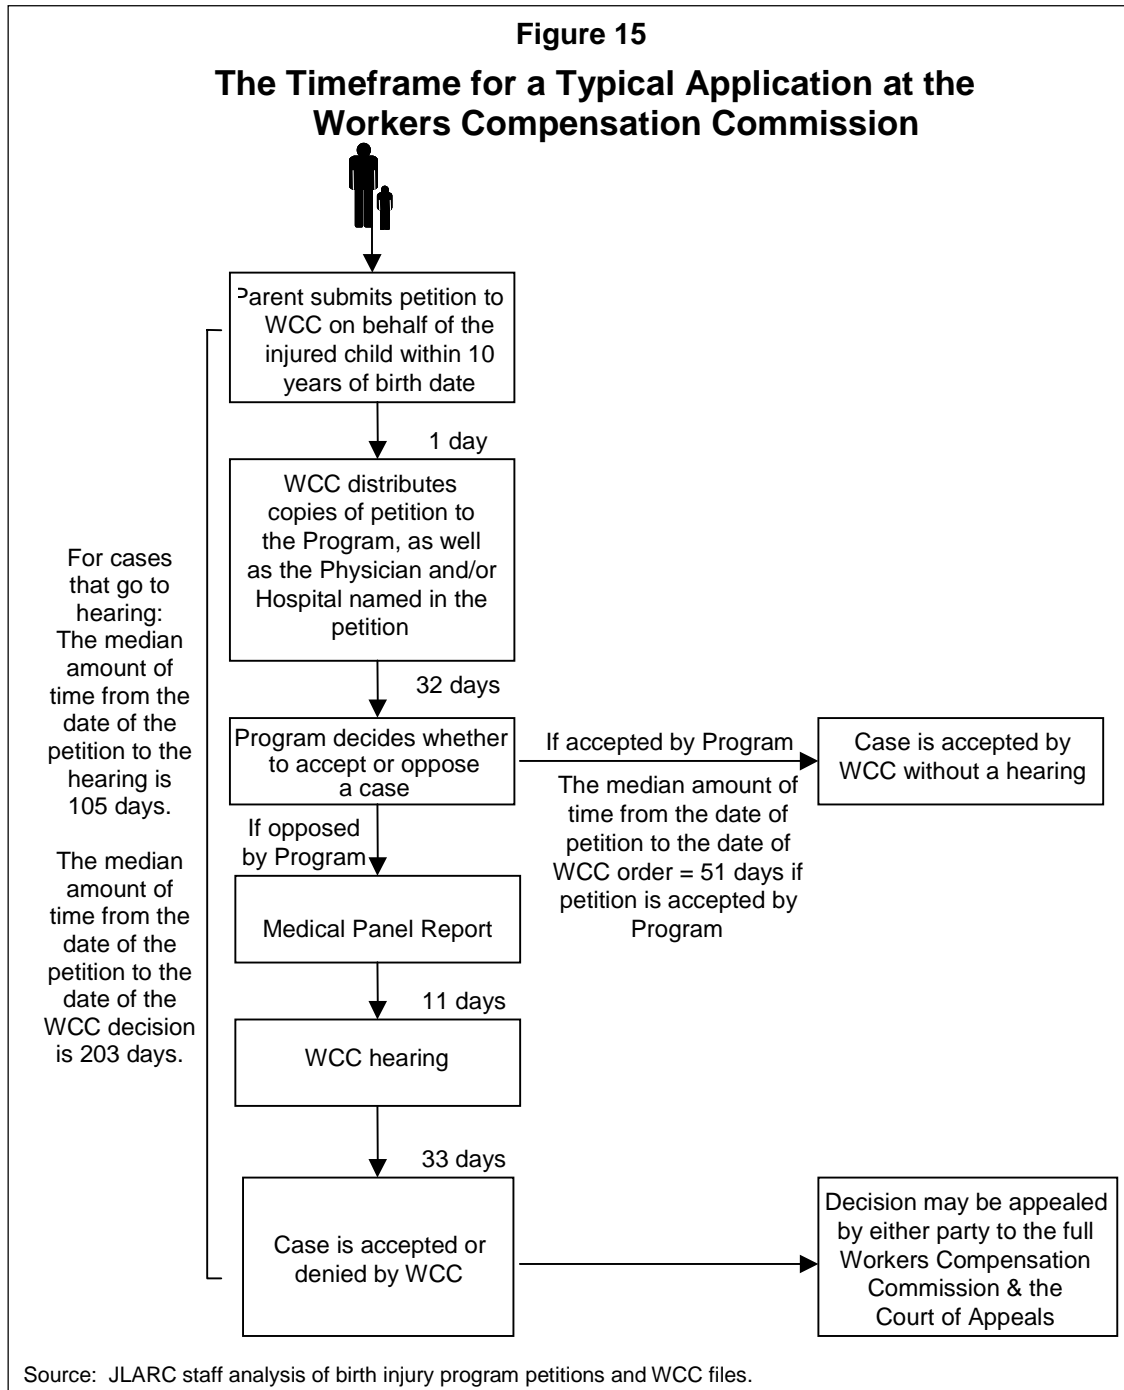 Figure 15
The Timeframe for a Typical Application at the
Workers Compensation Commission
Parent submits petition to
WCC on behalf of the
injured child within 10
years of birth date
1 day
WCC distributes
copies of petition to
the Program, as well
as the Physician and/or
Hospital named in the
petition
32 days
Program decides whether
to accept or oppose
a case
If accepted by Program
The median amount of
time from the date of
petition to the date of
WCC order = 51 days if
petition is accepted by
Program
Case is accepted by
WCC without a hearing
If opposed
by Program
Medical Panel Report
11 days
WCC hearing
33 days
Case is accepted or
denied by WCC
Decision may be appealed
by either party to the full
Workers Compensation
Commission & the
Court of Appeals
For cases
that go to
hearing:
The median
amount of
time from the
date of the
petition to the
hearing is
105 days.
The median
amount of
time from the
date of the
petition to the
date of the
WCC decision
is 203 days.
Source: JLARC staff analysis of birth injury program petitions and WCC files.